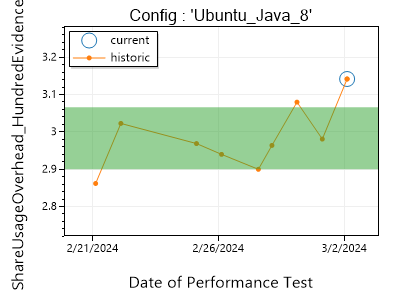 Config : 'Ubuntu_Java_8'
ShareUsageOverhead_HundredEvidence
current
historic
3.2
3.1
3
2.9
2.8
2/21/2024
2/26/2024
3/2/2024
Date of Performance Test